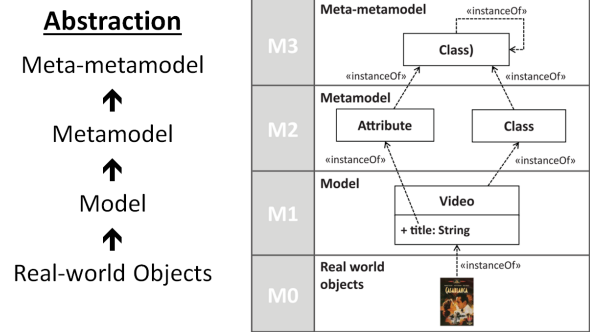 Abstraction
Meta-metamodel
Metamodel
Model
Real-world Objects
M3
Meta-metamodel
«instanceOf»
Class)
«instanceOf»
«instanceOf»
M2
Metamodel
Attribute
Class
«instanceOf»
«instanceOf»
M1
Model
Video
+ title: String
M0
Real world
objects
«instanceOf»
CASABLANCA